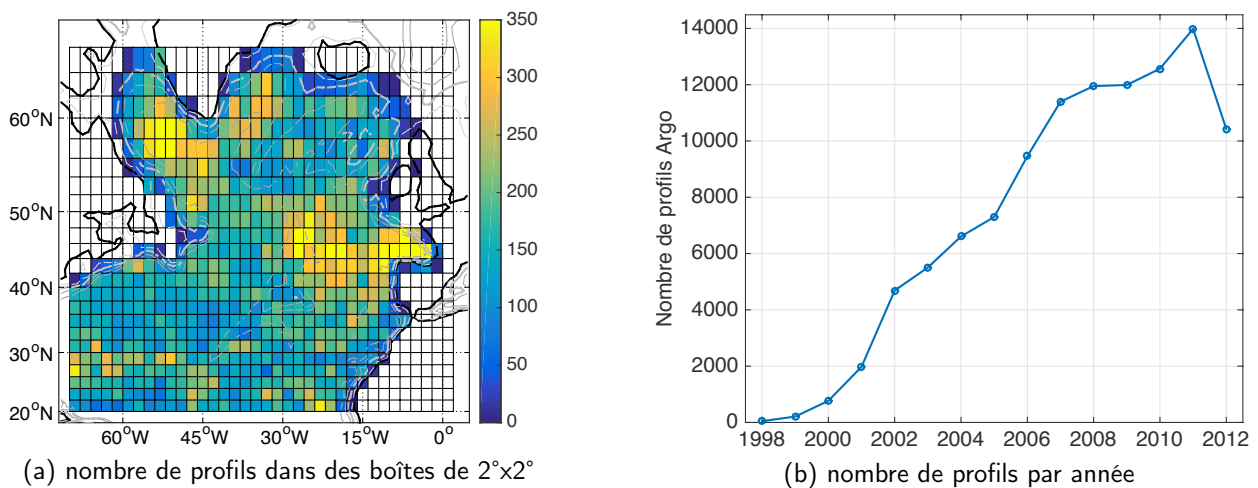 350
300
250
200
150
100
50
0
60°N
50°N
40°N
30°N
20°N
60°W 45°W 30°W 15°W 0°
(a) nombre de profils dans des boîtes de 2°x2°
Nombre de profils Argo
14000
12000
10000
8000
6000
4000
2000
0
1998 2000 2002 2004 2006 2008 2010 2012
(b) nombre de profils par année